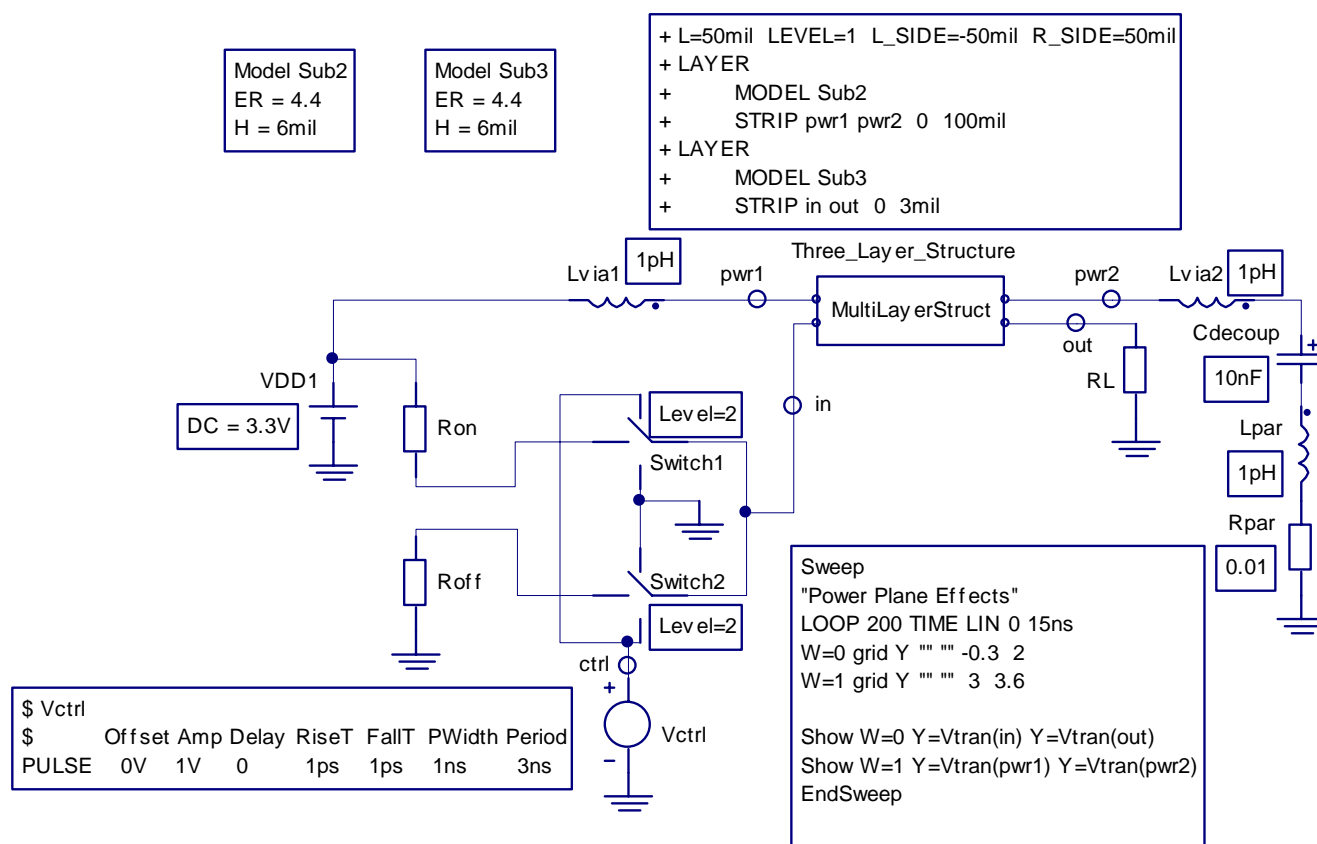 + L=50mil LEVEL=1 L_SIDE=-50mil R_SIDE=50mil
+ LAYER
+ MODEL Sub2
+ STRIP pwr1 pwr2 0 100mil
+ LAYER
+ MODEL Sub3
+ STRIP in out 0 3mil
Model Sub2
ER = 4.4
H = 6mil
Model Sub3
ER = 4.4
H = 6mil
Three_Layer_Structure
MultiLayerStruct
Lvia1
1pH
pwr1
pwr2
Lvia2
1pH
Cdecoup
+
10nF
out
RL
in
Lpar
1pH
Rpar
0.01
VDD1
DC = 3.3V
Ron
Level=2
Switch1
Roff
Switch2
Level=2
ctrl
+
Vctrl
–
$ Vctrl
$ Offset Amp Delay RiseT FallT PWidth Period
PULSE 0V 1V 0 1ps 1ps 1ns 3ns
Sweep
"Power Plane Effects"
LOOP 200 TIME LIN 0 15ns
W=0 grid Y "" "" -0.3 2
W=1 grid Y "" "" 3 3.6
Show W=0 Y=Vtran(in) Y=Vtran(out)
Show W=1 Y=Vtran(pwr1) Y=Vtran(pwr2)
EndSweep